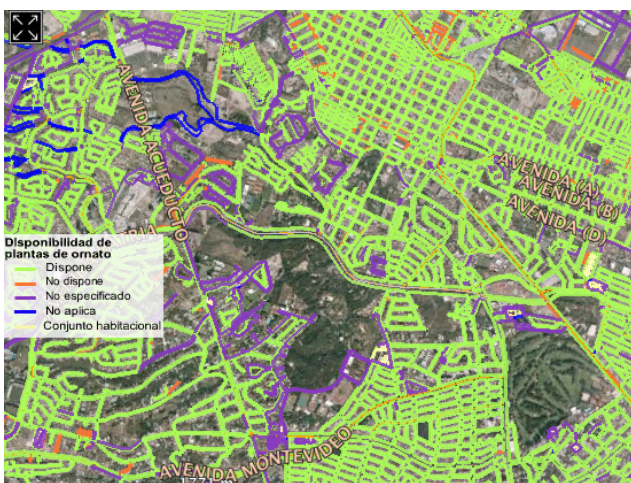 AVENIDA ACUEDUCTO
AVENIDA (A)
AVENIDA (B)
AVENIDA (D)
Disponibilidad de
plantas de ornato
Dispone
No dispone
No especificado
No aplica
Conjunto habitacional
AVENIDA MONTEVIDEO